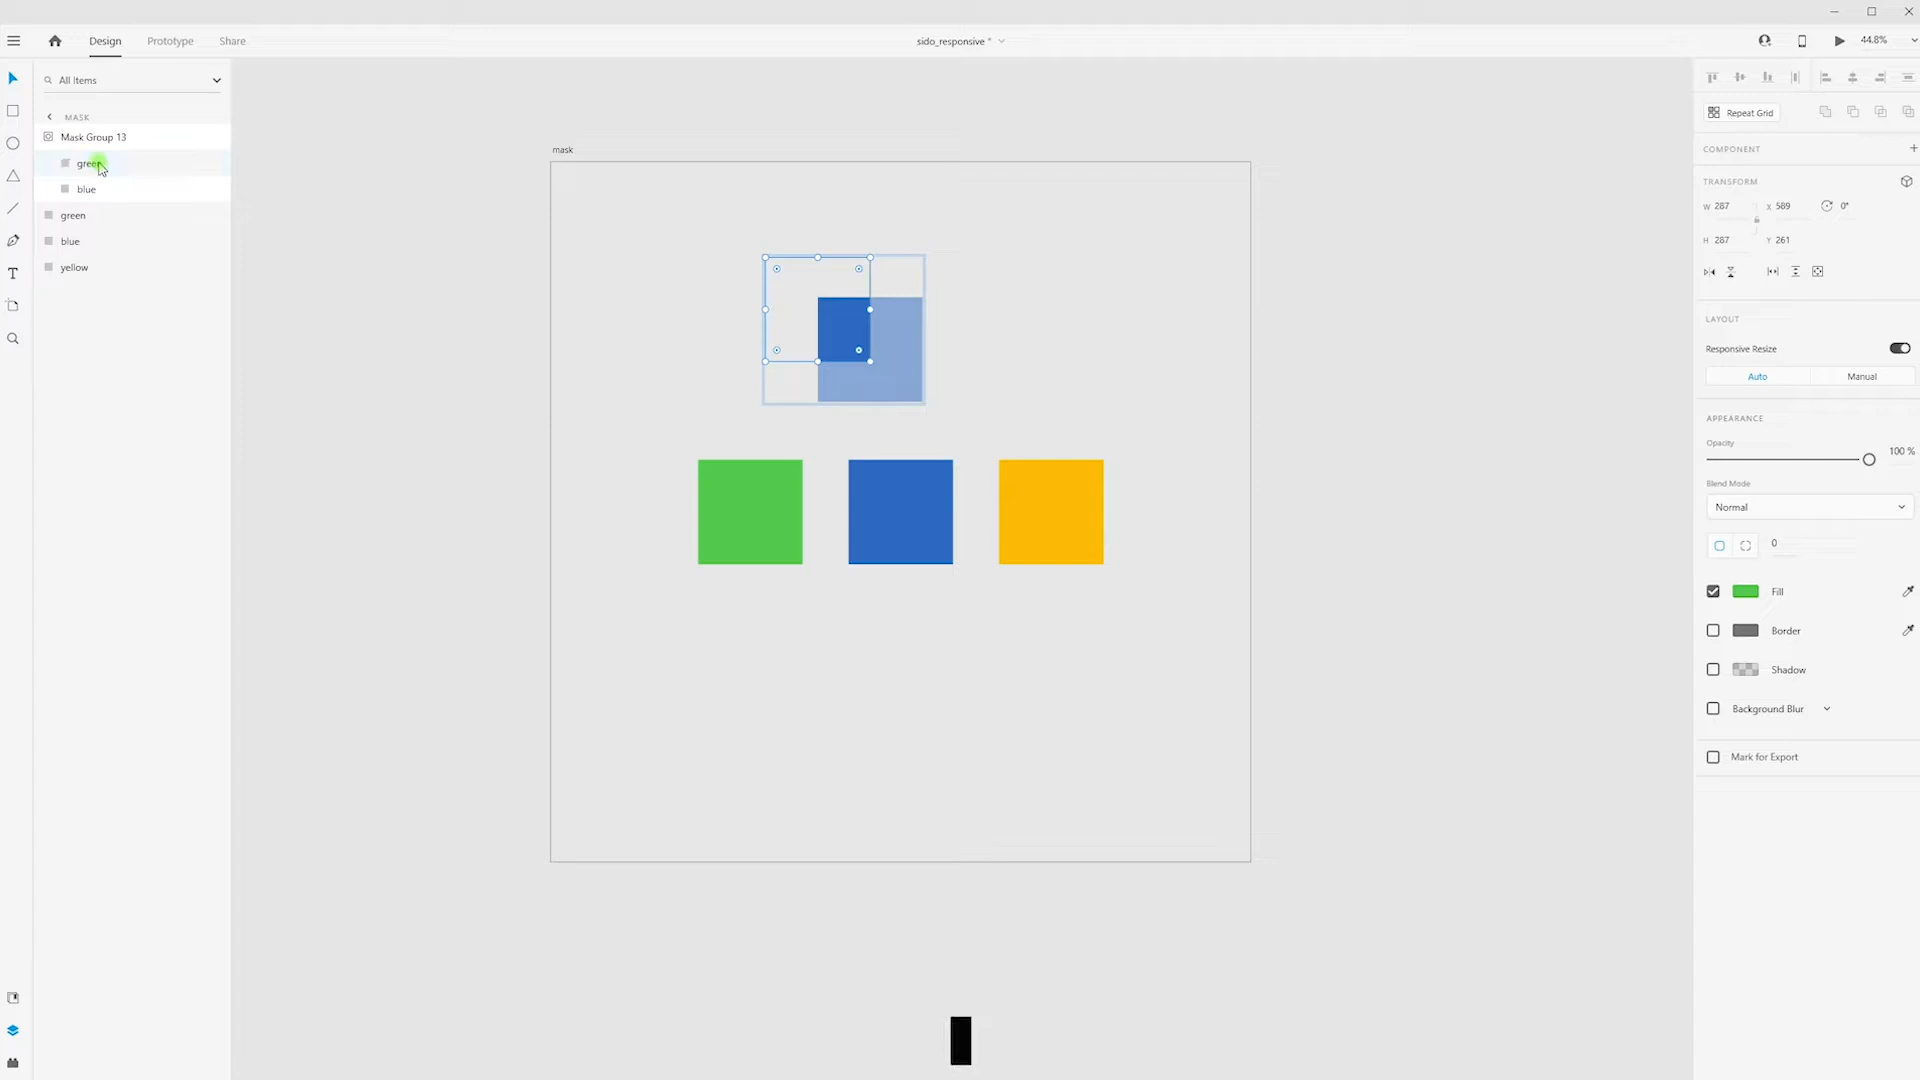 Design
Prototype
Share
sido_responsive *
44.8%
All Items
MASK
Mask Group 13
green
blue
green
blue
yellow
mask
Repeat Grid
COMPONENT
TRANSFORM
W 287
X 589
0°
H 287
Y 261
LAYOUT
Responsive Resize
Auto
Manual
APPEARANCE
Opacity
100 %
Blend Mode
Normal
0
Fill
Border
Shadow
Background Blur
Mark for Export